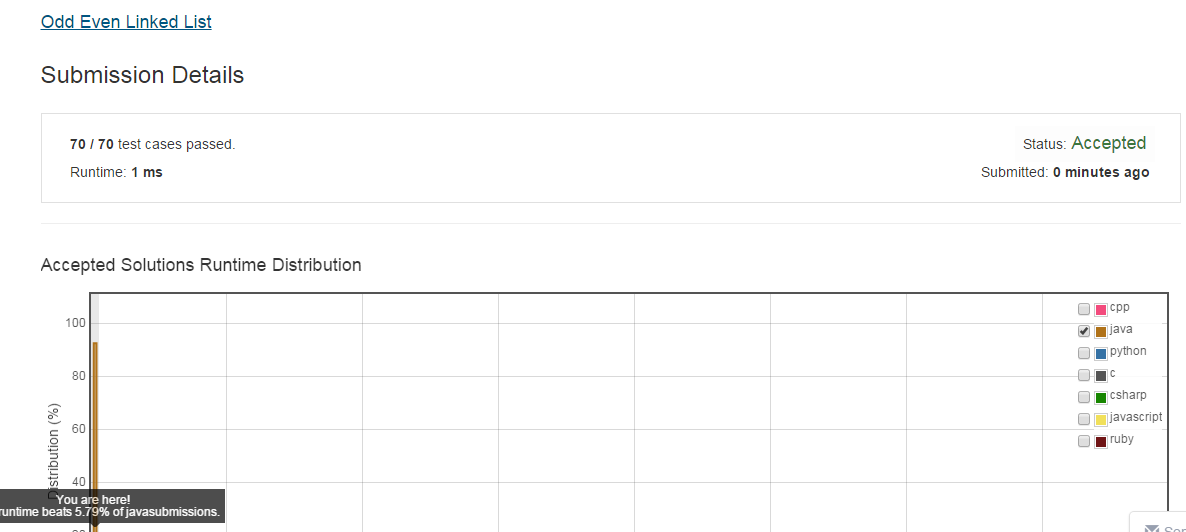 Odd Even Linked List
Submission Details
70 / 70 test cases passed.
Status: Accepted
Runtime: 1 ms
Submitted: 0 minutes ago
Accepted Solutions Runtime Distribution
cpp
java
python
c
csharp
javascript
ruby
100
80
60
40
Distribution (%)
You are here!
runtime beats 5.79% of javasubmissions.